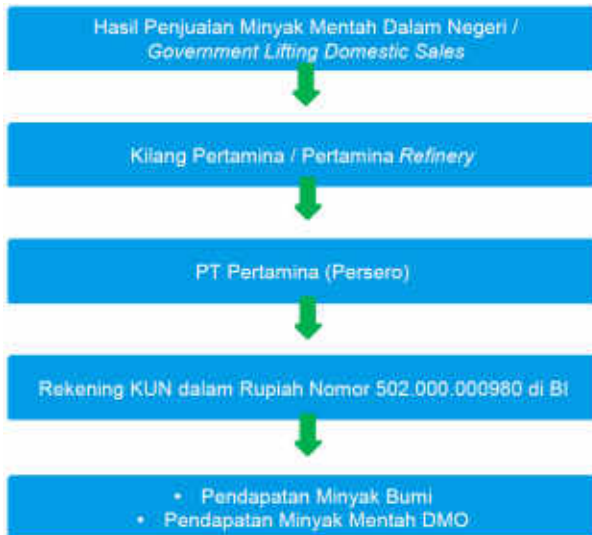 Hasil Penjualan Minyak Mentah Dalam Negeri /
Government Lifting Domestic Sales
Kilang Pertamina / Pertamina Refinery
PT Pertamina (Persero)
Rekening KUN dalam Rupiah Nomor 502.000.000980 di BI
• Pendapatan Minyak Bumi
• Pendapatan Minyak Mentah DMO